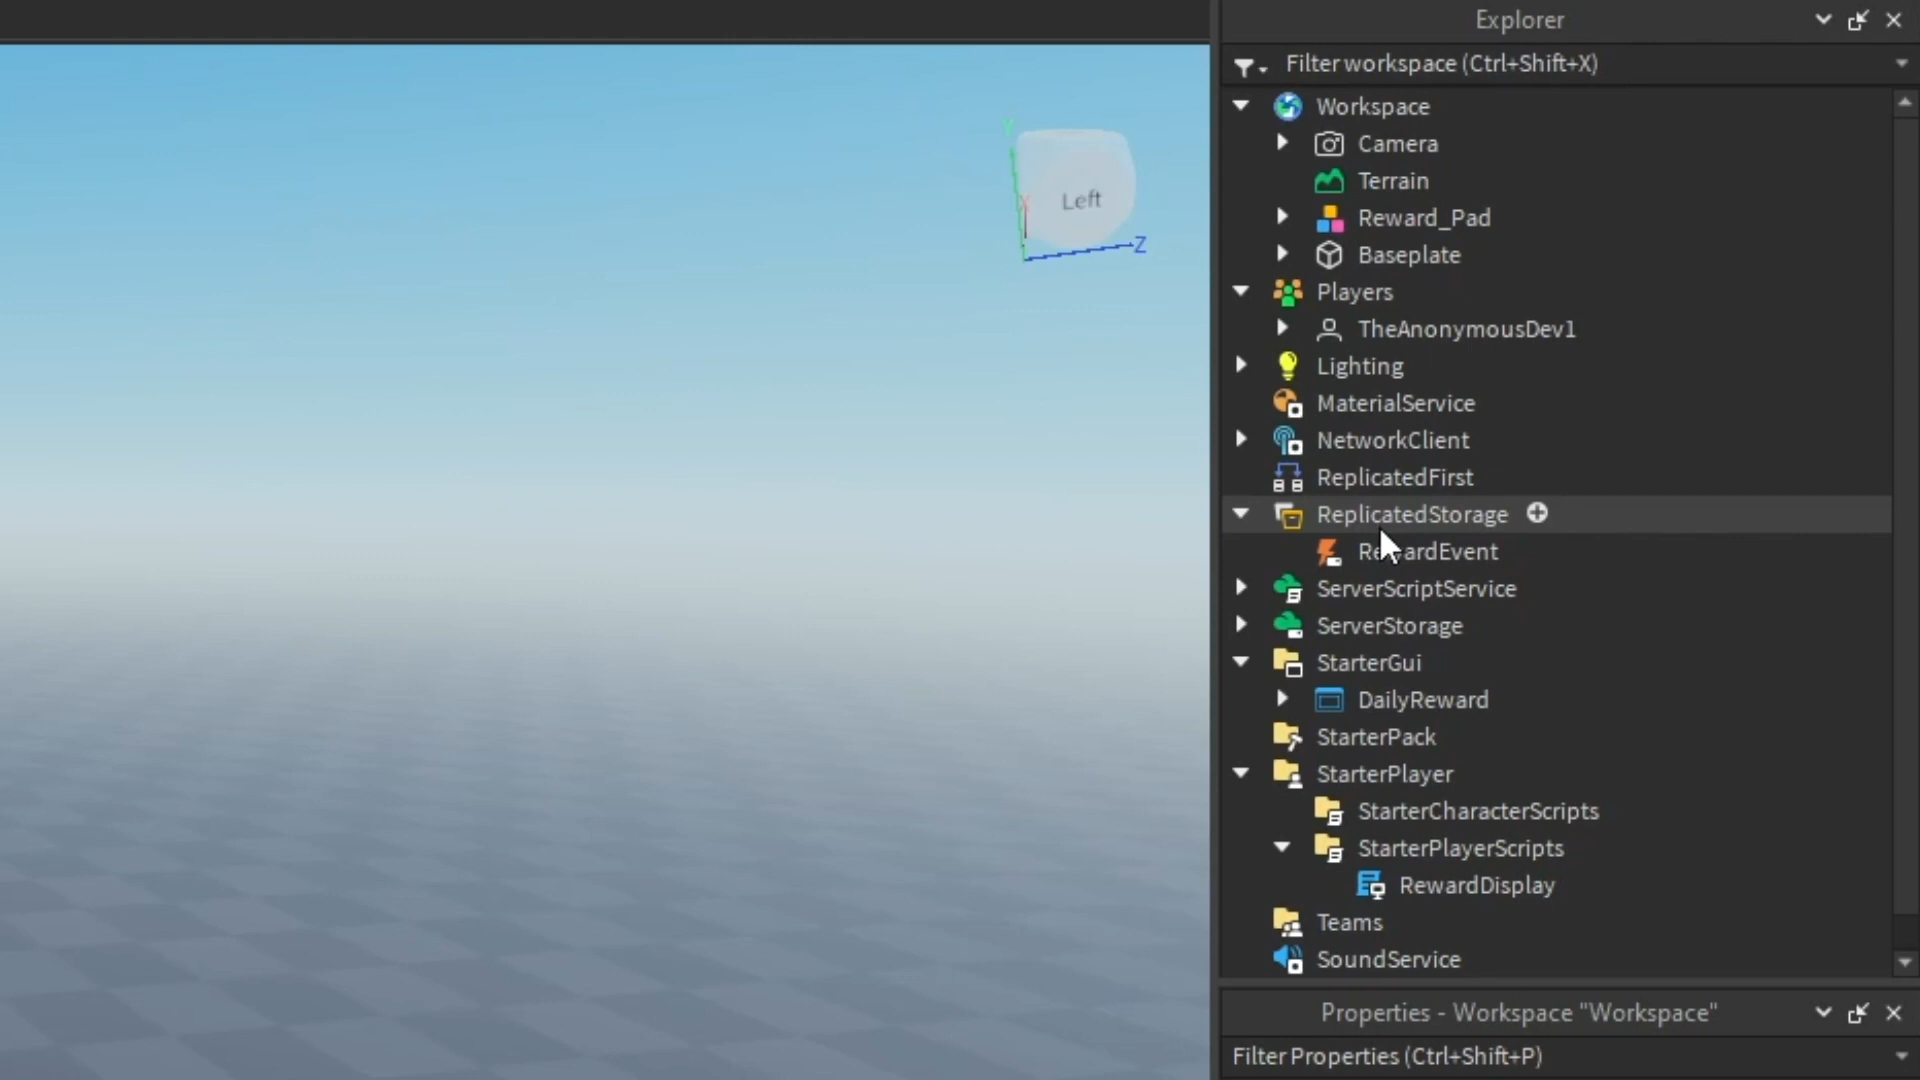 Explorer
Filter workspace (Ctrl+Shift+X)
Workspace
Camera
Terrain
Reward_Pad
Baseplate
Players
TheAnonymousDev1
Lighting
MaterialService
NetworkClient
ReplicatedFirst
ReplicatedStorage
RewardEvent
ServerScriptService
ServerStorage
StarterGui
DailyReward
StarterPack
StarterPlayer
StarterCharacterScripts
StarterPlayerScripts
RewardDisplay
Teams
SoundService
Properties - Workspace "Workspace"
Filter Properties (Ctrl+Shift+P)
Y
X
Left
Z